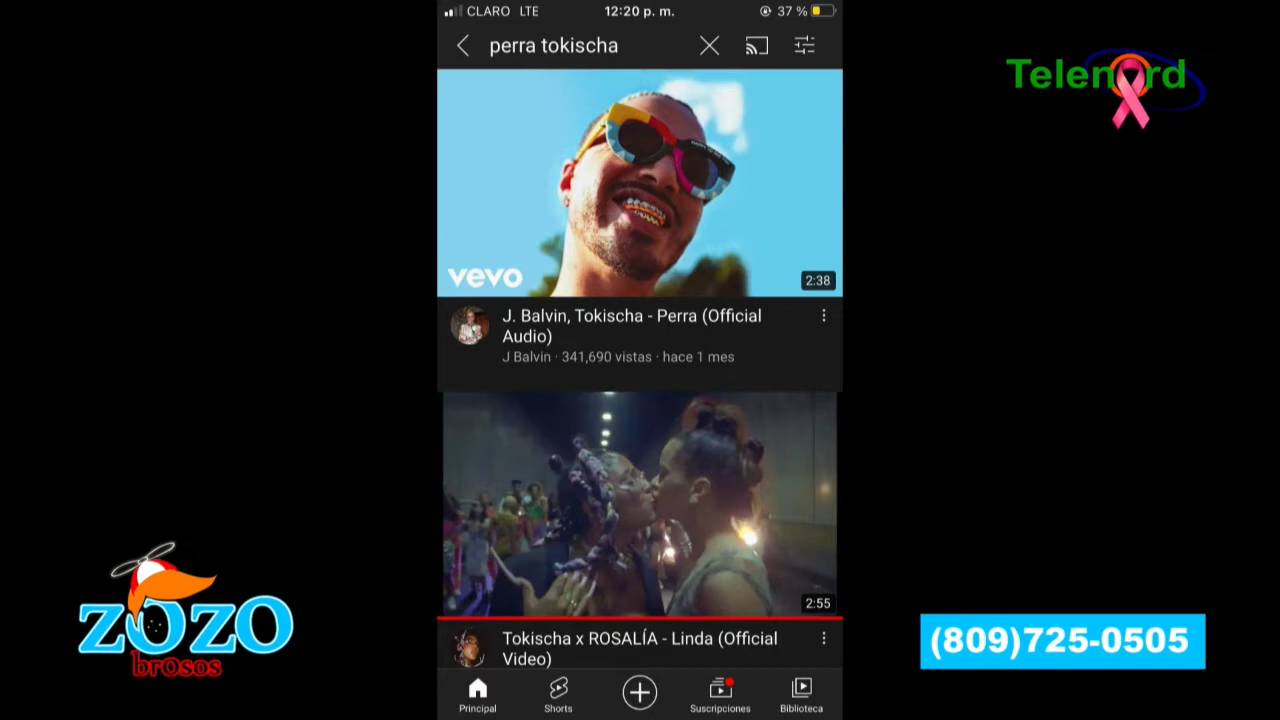 CLARO LTE 12:20 p. m. 37 %
perra tokischa
Telenord
vevo
2:38
J. Balvin, Tokischa - Perra (Official
Audio)
J Balvin · 341,690 vistas · hace 1 mes
2:55
Tokischa x ROSALÍA - Linda (Official
Video)
ZOZO
brOsos
(809)725-0505
Principal
Shorts
Suscripciones
Biblioteca